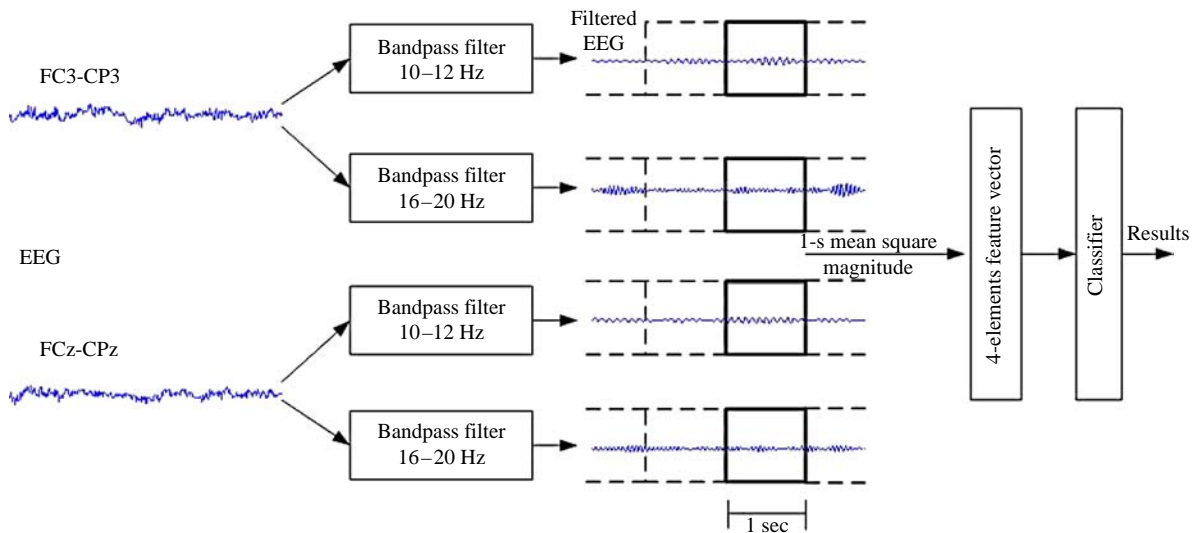 FC3-CP3
Bandpass filter
10–12 Hz
Filtered
EEG
Bandpass filter
16–20 Hz
EEG
1-s mean square
magnitude
4-elements feature vector
Classifier
Results
FCz-CPz
Bandpass filter
10–12 Hz
Bandpass filter
16–20 Hz
1 sec